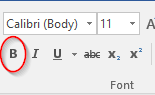 Calibri (Body) 11 A
B I U abc X₂ X²
Font